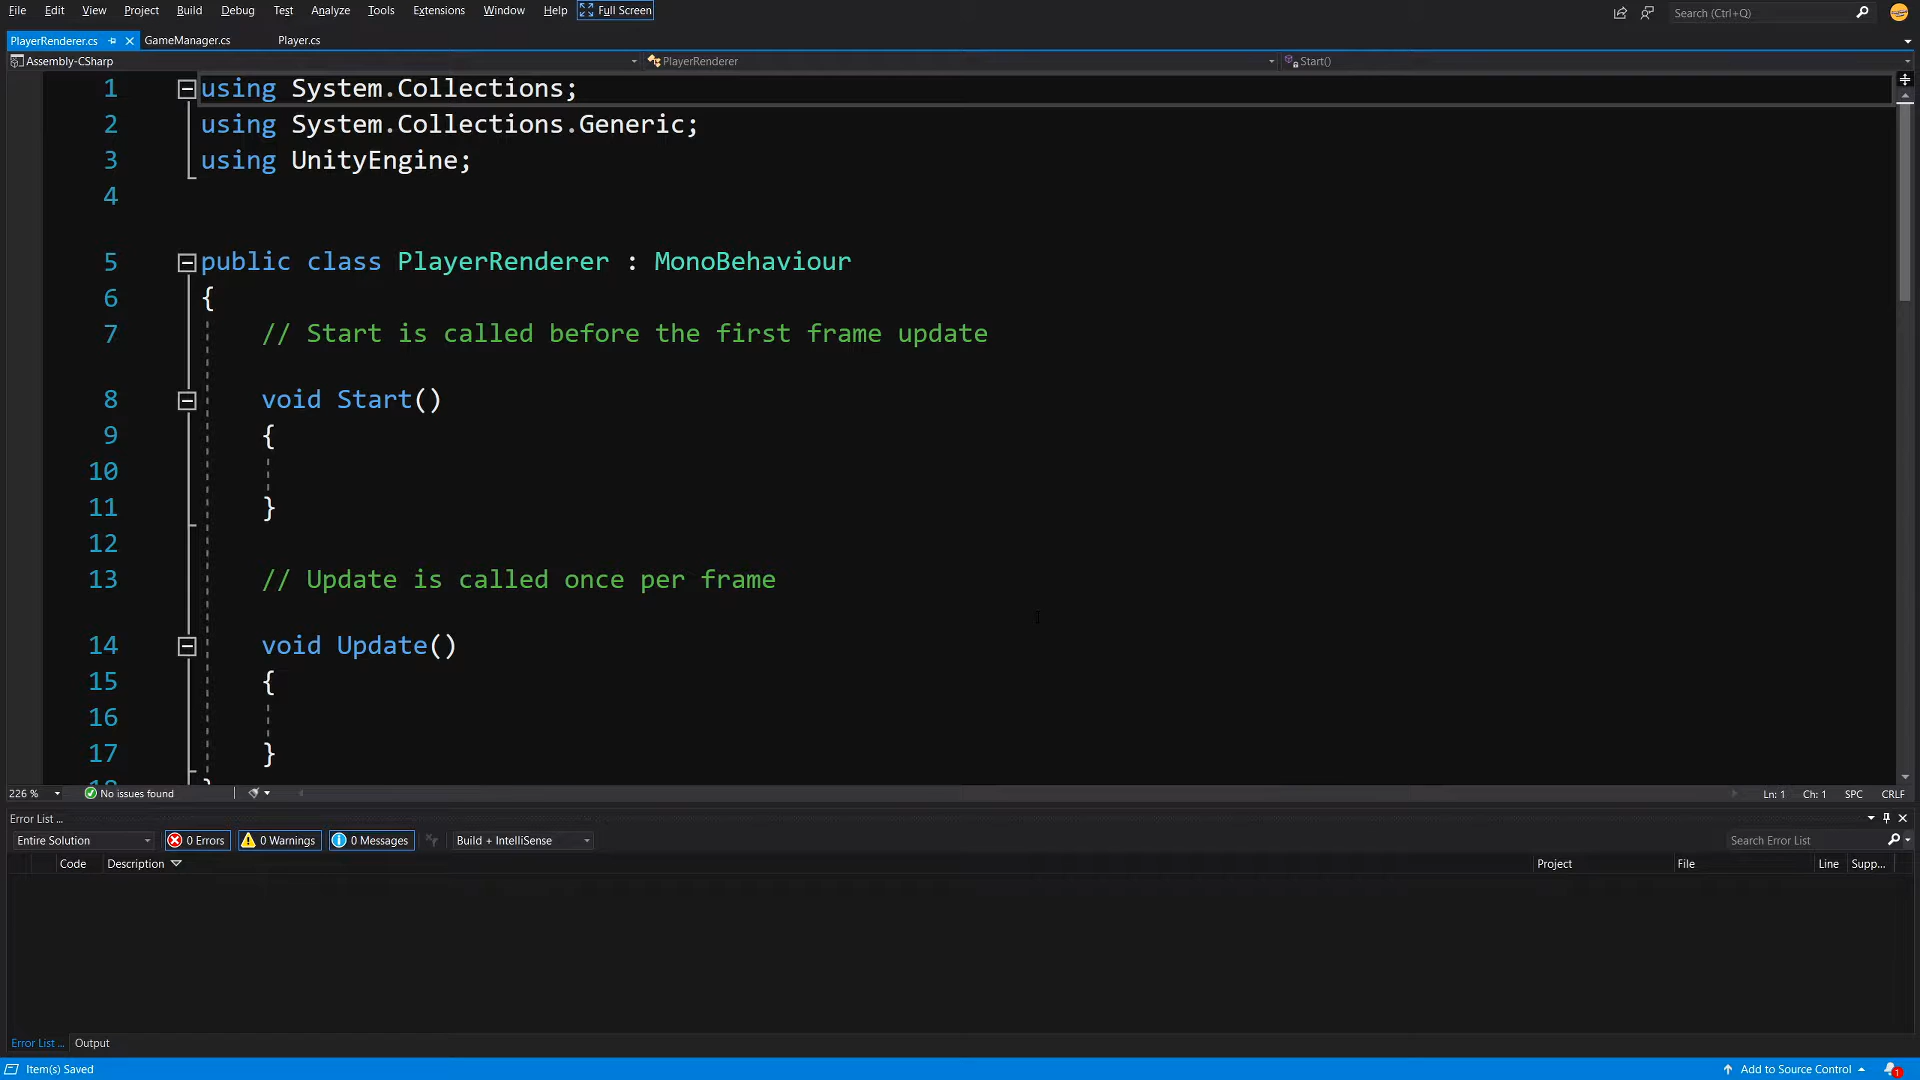 File Edit View Project Build Debug Test Analyze Tools Extensions Window Help Full Screen Search (Ctrl+Q)
PlayerRenderer.cs GameManager.cs Player.cs
Assembly-CSharp PlayerRenderer Start()
1 using System.Collections;
2 using System.Collections.Generic;
3 using UnityEngine;
4
5 public class PlayerRenderer : MonoBehaviour
6 {
7 // Start is called before the first frame update
8 void Start()
9 {
10
11 }
12
13 // Update is called once per frame
14 void Update()
15 {
16
17 }
18 }
226 % No issues found Ln: 1 Ch: 1 SPC CRLF
Error List ...
Entire Solution 0 Errors 0 Warnings 0 Messages Build + IntelliSense Search Error List
Code Description Project File Line Supp...
Error List ... Output
Item(s) Saved Add to Source Control 1